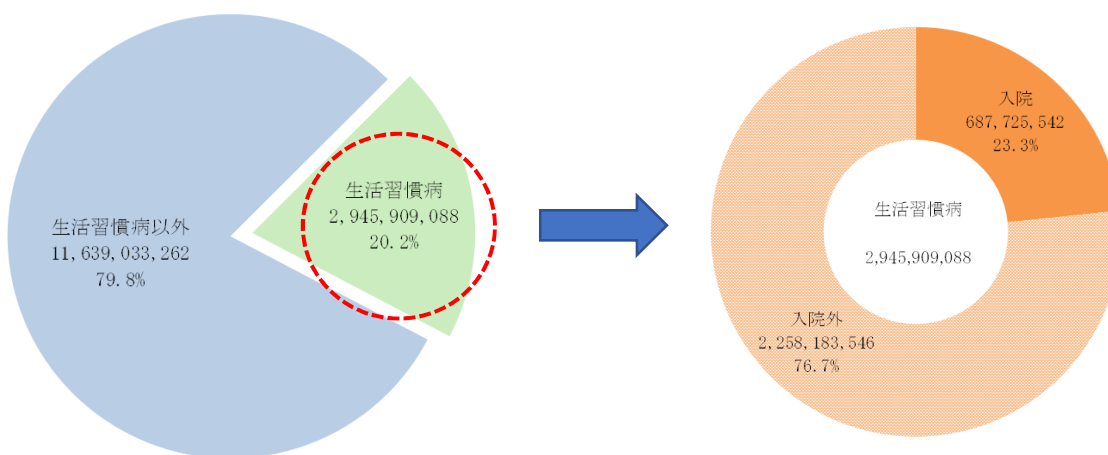 生活習慣病以外
11,639,033,262
79.8%
生活習慣病
2,945,909,088
20.2%
入院
687,725,542
23.3%
生活習慣病
2,945,909,088
入院外
2,258,183,546
76.7%